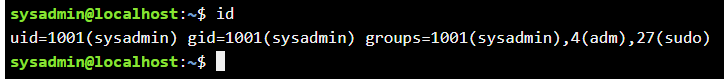 sysadmin@localhost:~$ id
uid=1001(sysadmin) gid=1001(sysadmin) groups=1001(sysadmin),4(adm),27(sudo)
sysadmin@localhost:~$